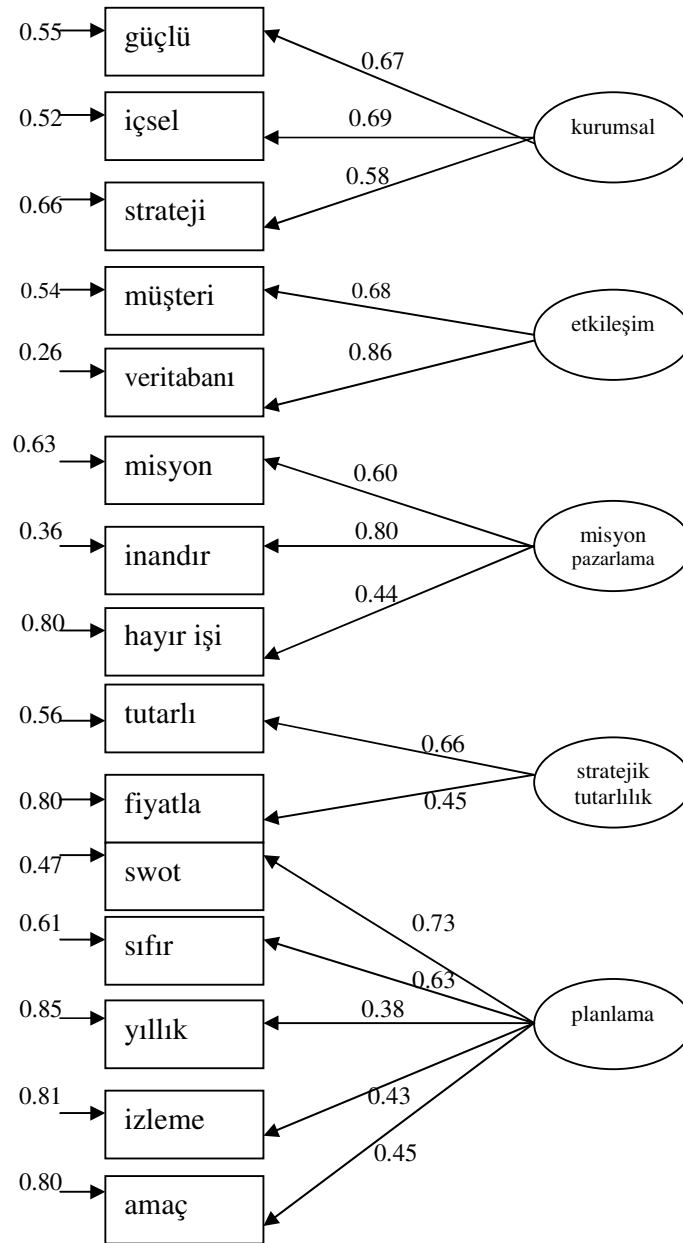 0.55
güçlü
0.67
0.52
içsel
0.69
kurumsal
0.58
0.66
strateji
0.54
müşteri
0.68
etkileşim
0.26
veritabanı
0.86
0.63
misyon
0.60
0.36
inandır
0.80
misyon
pazarlama
0.44
0.80
hayır işi
0.56
tutarlı
0.66
stratejik
tutarlılık
0.80
fiyatla
0.45
0.47
swot
0.73
0.61
sıfır
0.63
0.85
yıllık
0.38
planlama
0.81
izleme
0.43
0.45
0.80
amaç